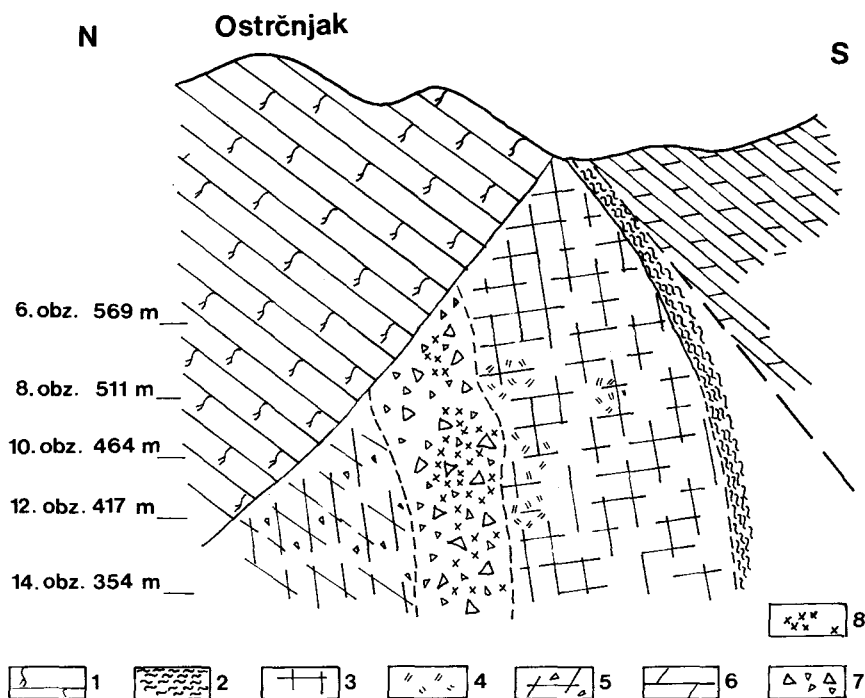 Ostrčnjak
N
S
6. obz. 569 m
8. obz. 511 m
10. obz. 464 m
12. obz. 417 m
14. obz. 354 m
8
1 2 3 4 5 6 7